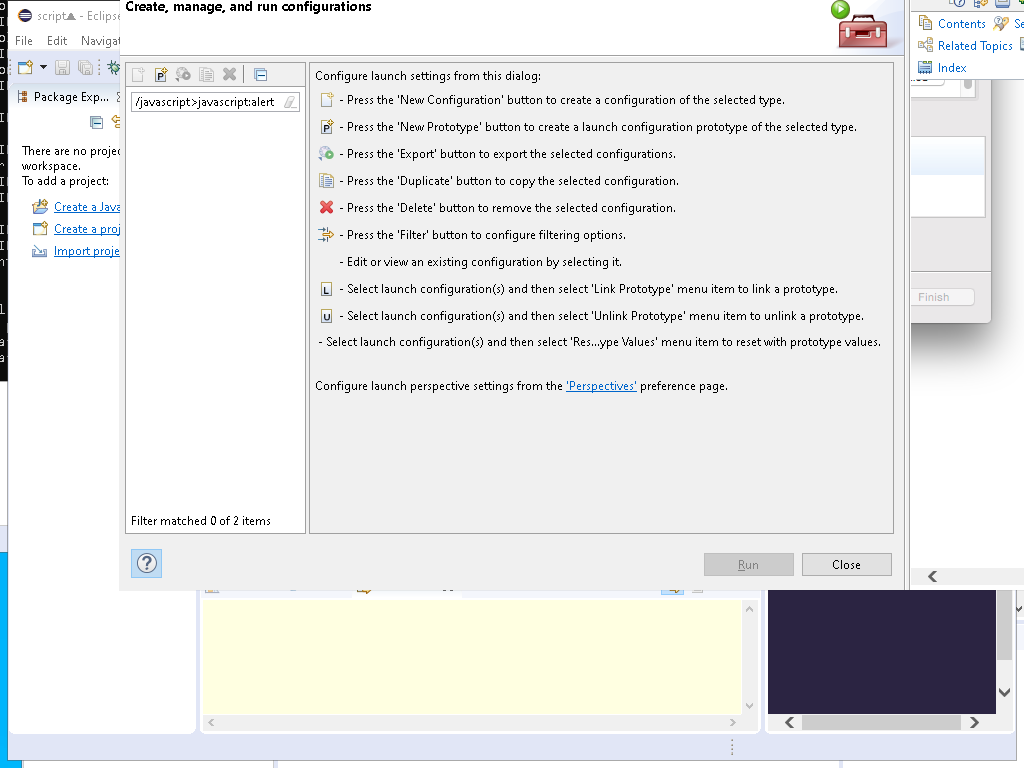 Create, manage, and run configurations
script - Eclipse
File Edit Navigat
Contents
Related Topics
Index
Package Exp...
/javascript>javascript:alert
Configure launch settings from this dialog:
- Press the 'New Configuration' button to create a configuration of the selected type.
- Press the 'New Prototype' button to create a launch configuration prototype of the selected type.
- Press the 'Export' button to export the selected configurations.
- Press the 'Duplicate' button to copy the selected configuration.
- Press the 'Delete' button to remove the selected configuration.
- Press the 'Filter' button to configure filtering options.
- Edit or view an existing configuration by selecting it.
L - Select launch configuration(s) and then select 'Link Prototype' menu item to link a prototype.
U - Select launch configuration(s) and then select 'Unlink Prototype' menu item to unlink a prototype.
- Select launch configuration(s) and then select 'Res...ype Values' menu item to reset with prototype values.
Configure launch perspective settings from the 'Perspectives' preference page.
There are no projec
workspace.
To add a project:
Create a Java
Create a proj
Import proje
Finish
Filter matched 0 of 2 items
?
Run
Close